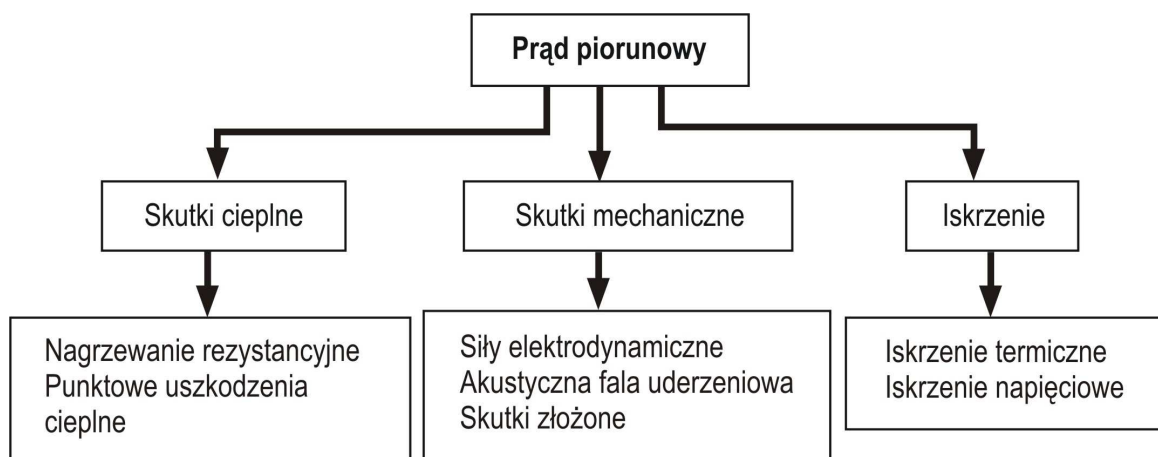 Prąd piorunowy
Skutki cieplne
Skutki mechaniczne
Iskrzenie
Nagrzewanie rezystancyjne
Punktowe uszkodzenia
cieplne
Siły elektrodynamiczne
Akustyczna fala uderzeniowa
Skutki złożone
Iskrzenie termiczne
Iskrzenie napięciowe